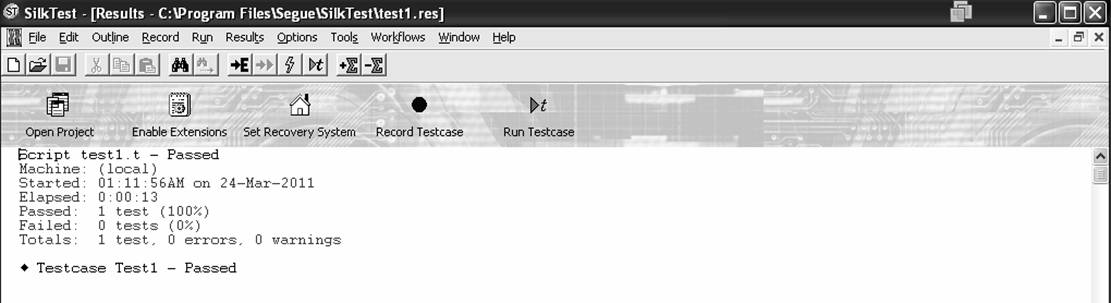 SilkTest - [Results - C:\Program Files\Segue\SilkTest\test1.res]
File Edit Outline Record Run Results Options Tools Workflows Window Help
Open Project Enable Extensions Set Recovery System Record Testcase Run Testcase
Script test1.t - Passed
Machine: (local)
Started: 01:11:56AM on 24-Mar-2011
Elapsed: 0:00:13
Passed: 1 test (100%)
Failed: 0 tests (0%)
Totals: 1 test, 0 errors, 0 warnings
◆ Testcase Test1 - Passed